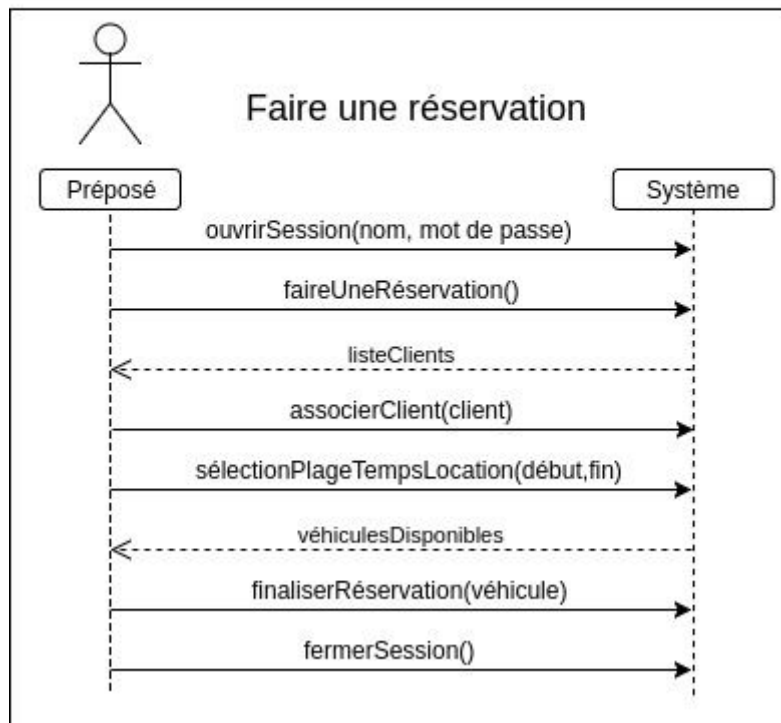 Faire une réservation
Préposé
Système
ouvrirSession(nom, mot de passe)
faireUneRéservation()
listeClients
associerClient(client)
sélectionPlageTempsLocation(début,fin)
véhiculesDisponibles
finaliserRéservation(véhicule)
fermerSession()